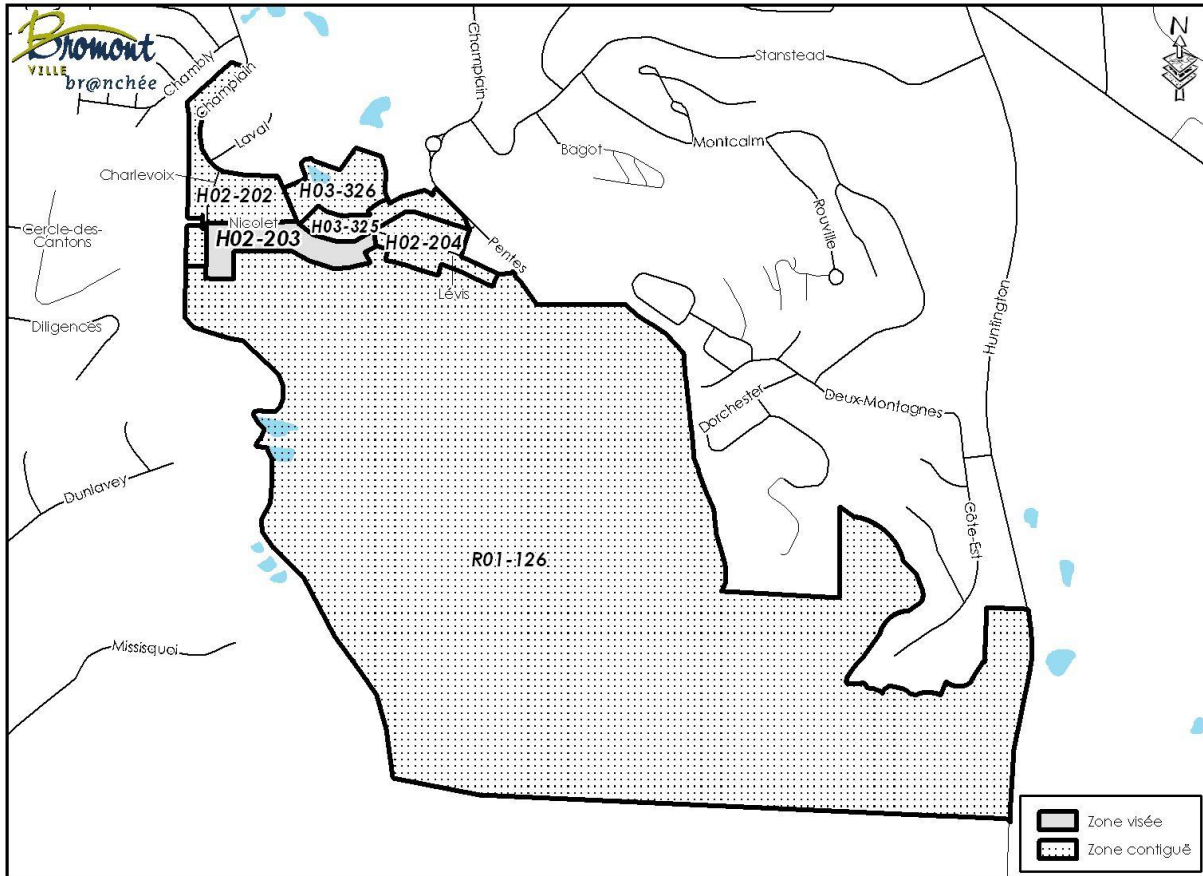 Bromont
VILLE
br@nchée
N
Chambly
Champlain
Laval
Charlevoix
Champlain
Stanstead
Bagot
Montcalm
Rouville
H02-202
H03-326
Nicolet
H03-325
H02-203
H02-204
Pentes
Lévis
Cercle-des-
Cantons
Diligences
Huntington
Dorchester
Deux-Montagnes
Dunlavey
Côte-Est
R01-126
Missisquoi
Zone visée
Zone contiguë